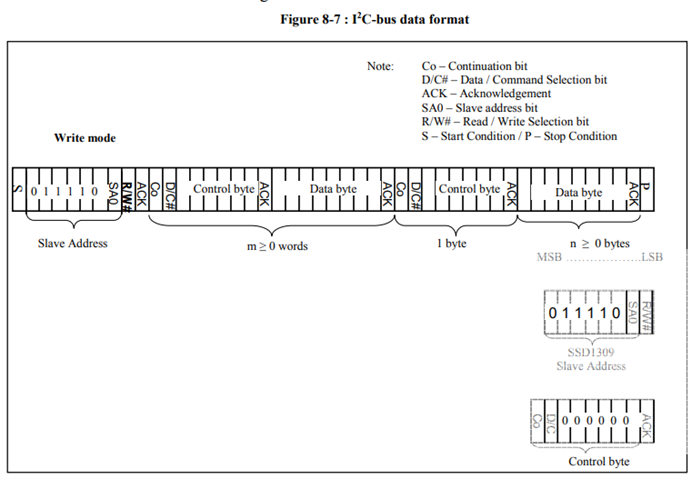 Figure 8-7 : I²C-bus data format
Note: Co – Continuation bit
D/C# – Data / Command Selection bit
ACK – Acknowledgement
SA0 – Slave address bit
R/W# – Read / Write Selection bit
S – Start Condition / P – Stop Condition
Write mode
S 0 1 1 1 1 0 SA0 R/W# ACK Co D/C# Control byte ACK Data byte ACK Co D/C# Control byte ACK Data byte ACK P
Slave Address m ≥ 0 words 1 byte n ≥ 0 bytes
MSB ......................LSB
0 1 1 1 1 0 SA0 R/W#
SSD1309
Slave Address
Co D/C 0 0 0 0 0 0 ACK
Control byte